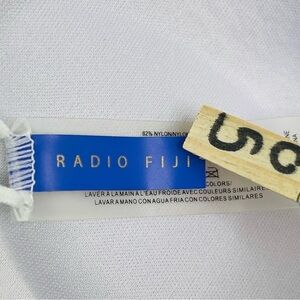 82% NYLON/NYLON
RADIO FIJI
COLORS/
LAVER À LA MAIN À L'EAU FROIDE AVEC COULEURS SIMILAIRES
LAVAR A MANO CON AGUA FRIA CON COLORES SIMILARES